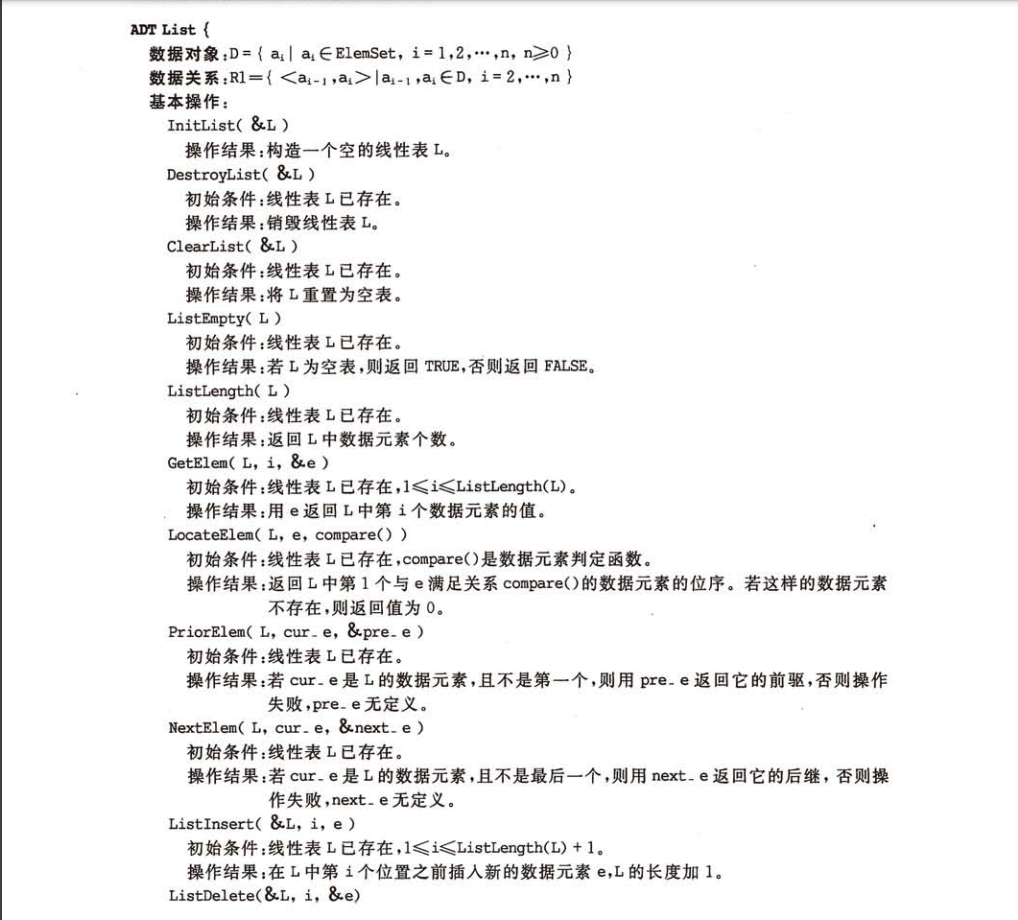 ADT List {
数据对象:D={ aᵢ| aᵢ∈ElemSet, i=1,2,⋯,n, n≥0 }
数据关系:R1={ <aᵢ₋₁,aᵢ>|aᵢ₋₁,aᵢ∈D, i=2,⋯,n }
基本操作:
InitList( &L )
操作结果:构造一个空的线性表 L。
DestroyList( &L )
初始条件:线性表 L 已存在。
操作结果:销毁线性表 L。
ClearList( &L )
初始条件:线性表 L 已存在。
操作结果:将 L 重置为空表。
ListEmpty( L )
初始条件:线性表 L 已存在。
操作结果:若 L 为空表,则返回 TRUE,否则返回 FALSE。
ListLength( L )
初始条件:线性表 L 已存在。
操作结果:返回 L 中数据元素个数。
GetElem( L, i, &e )
初始条件:线性表 L 已存在,1≤i≤ListLength(L)。
操作结果:用 e 返回 L 中第 i 个数据元素的值。
LocateElem( L, e, compare() )
初始条件:线性表 L 已存在,compare()是数据元素判定函数。
操作结果:返回 L 中第 1 个与 e 满足关系 compare()的数据元素的位序。若这样的数据元素
不存在,则返回值为 0。
PriorElem( L, cur_e, &pre_e )
初始条件:线性表 L 已存在。
操作结果:若 cur_e 是 L 的数据元素,且不是第一个,则用 pre_e 返回它的前驱,否则操作
失败,pre_e 无定义。
NextElem( L, cur_e, &next_e )
初始条件:线性表 L 已存在。
操作结果:若 cur_e 是 L 的数据元素,且不是最后一个,则用 next_e 返回它的后继, 否则操
作失败,next_e 无定义。
ListInsert( &L, i, e )
初始条件:线性表 L 已存在,1≤i≤ListLength(L)+1。
操作结果:在 L 中第 i 个位置之前插入新的数据元素 e,L 的长度加 1。
ListDelete(&L, i, &e)